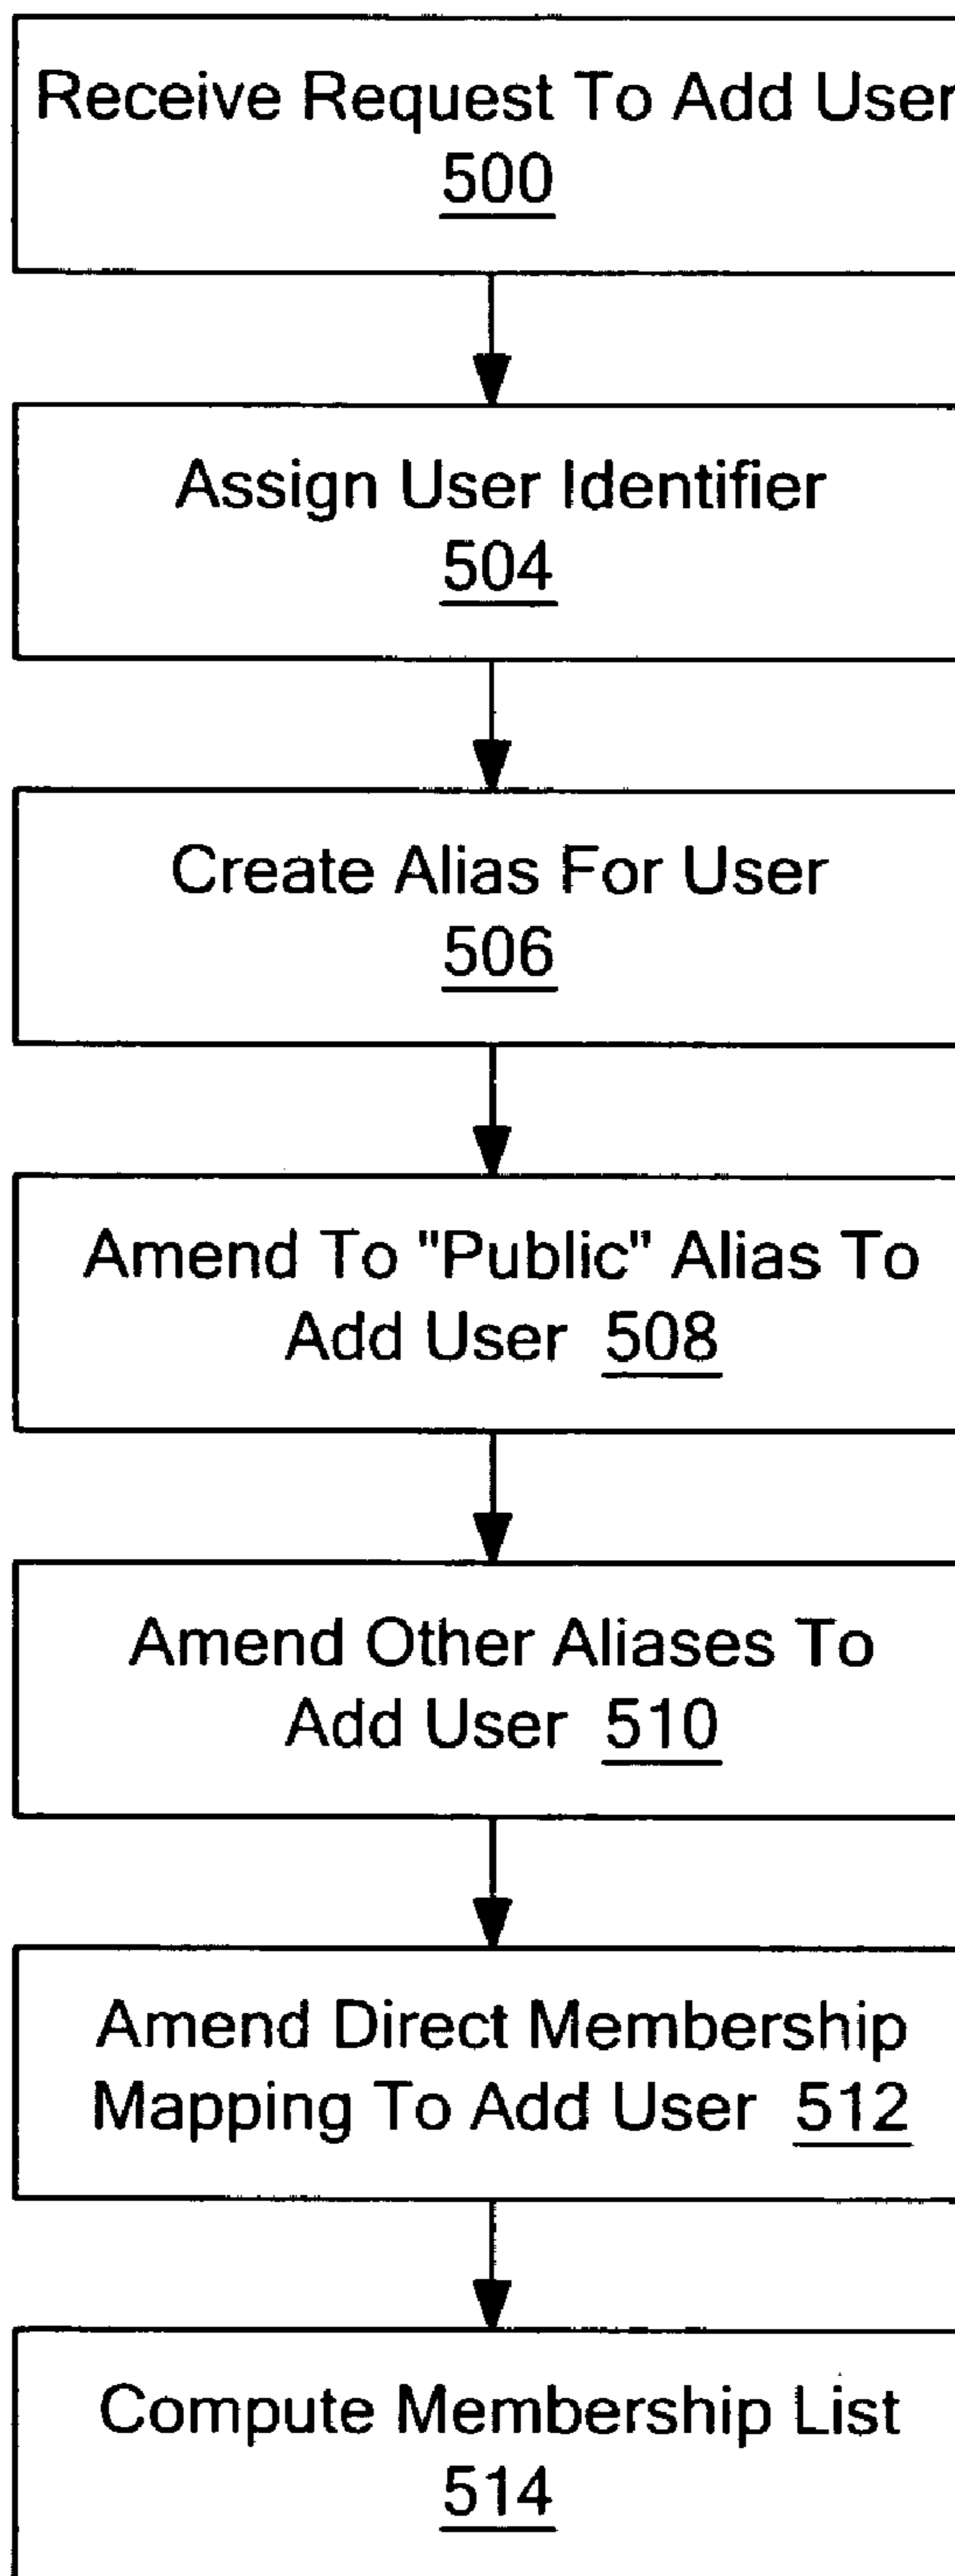 Receive Request To Add User
500
Assign User Identifier
504
Create Alias For User
506
Amend To "Public" Alias To
Add User 508
Amend Other Aliases To
Add User 510
Amend Direct Membership
Mapping To Add User 512
Compute Membership List
514